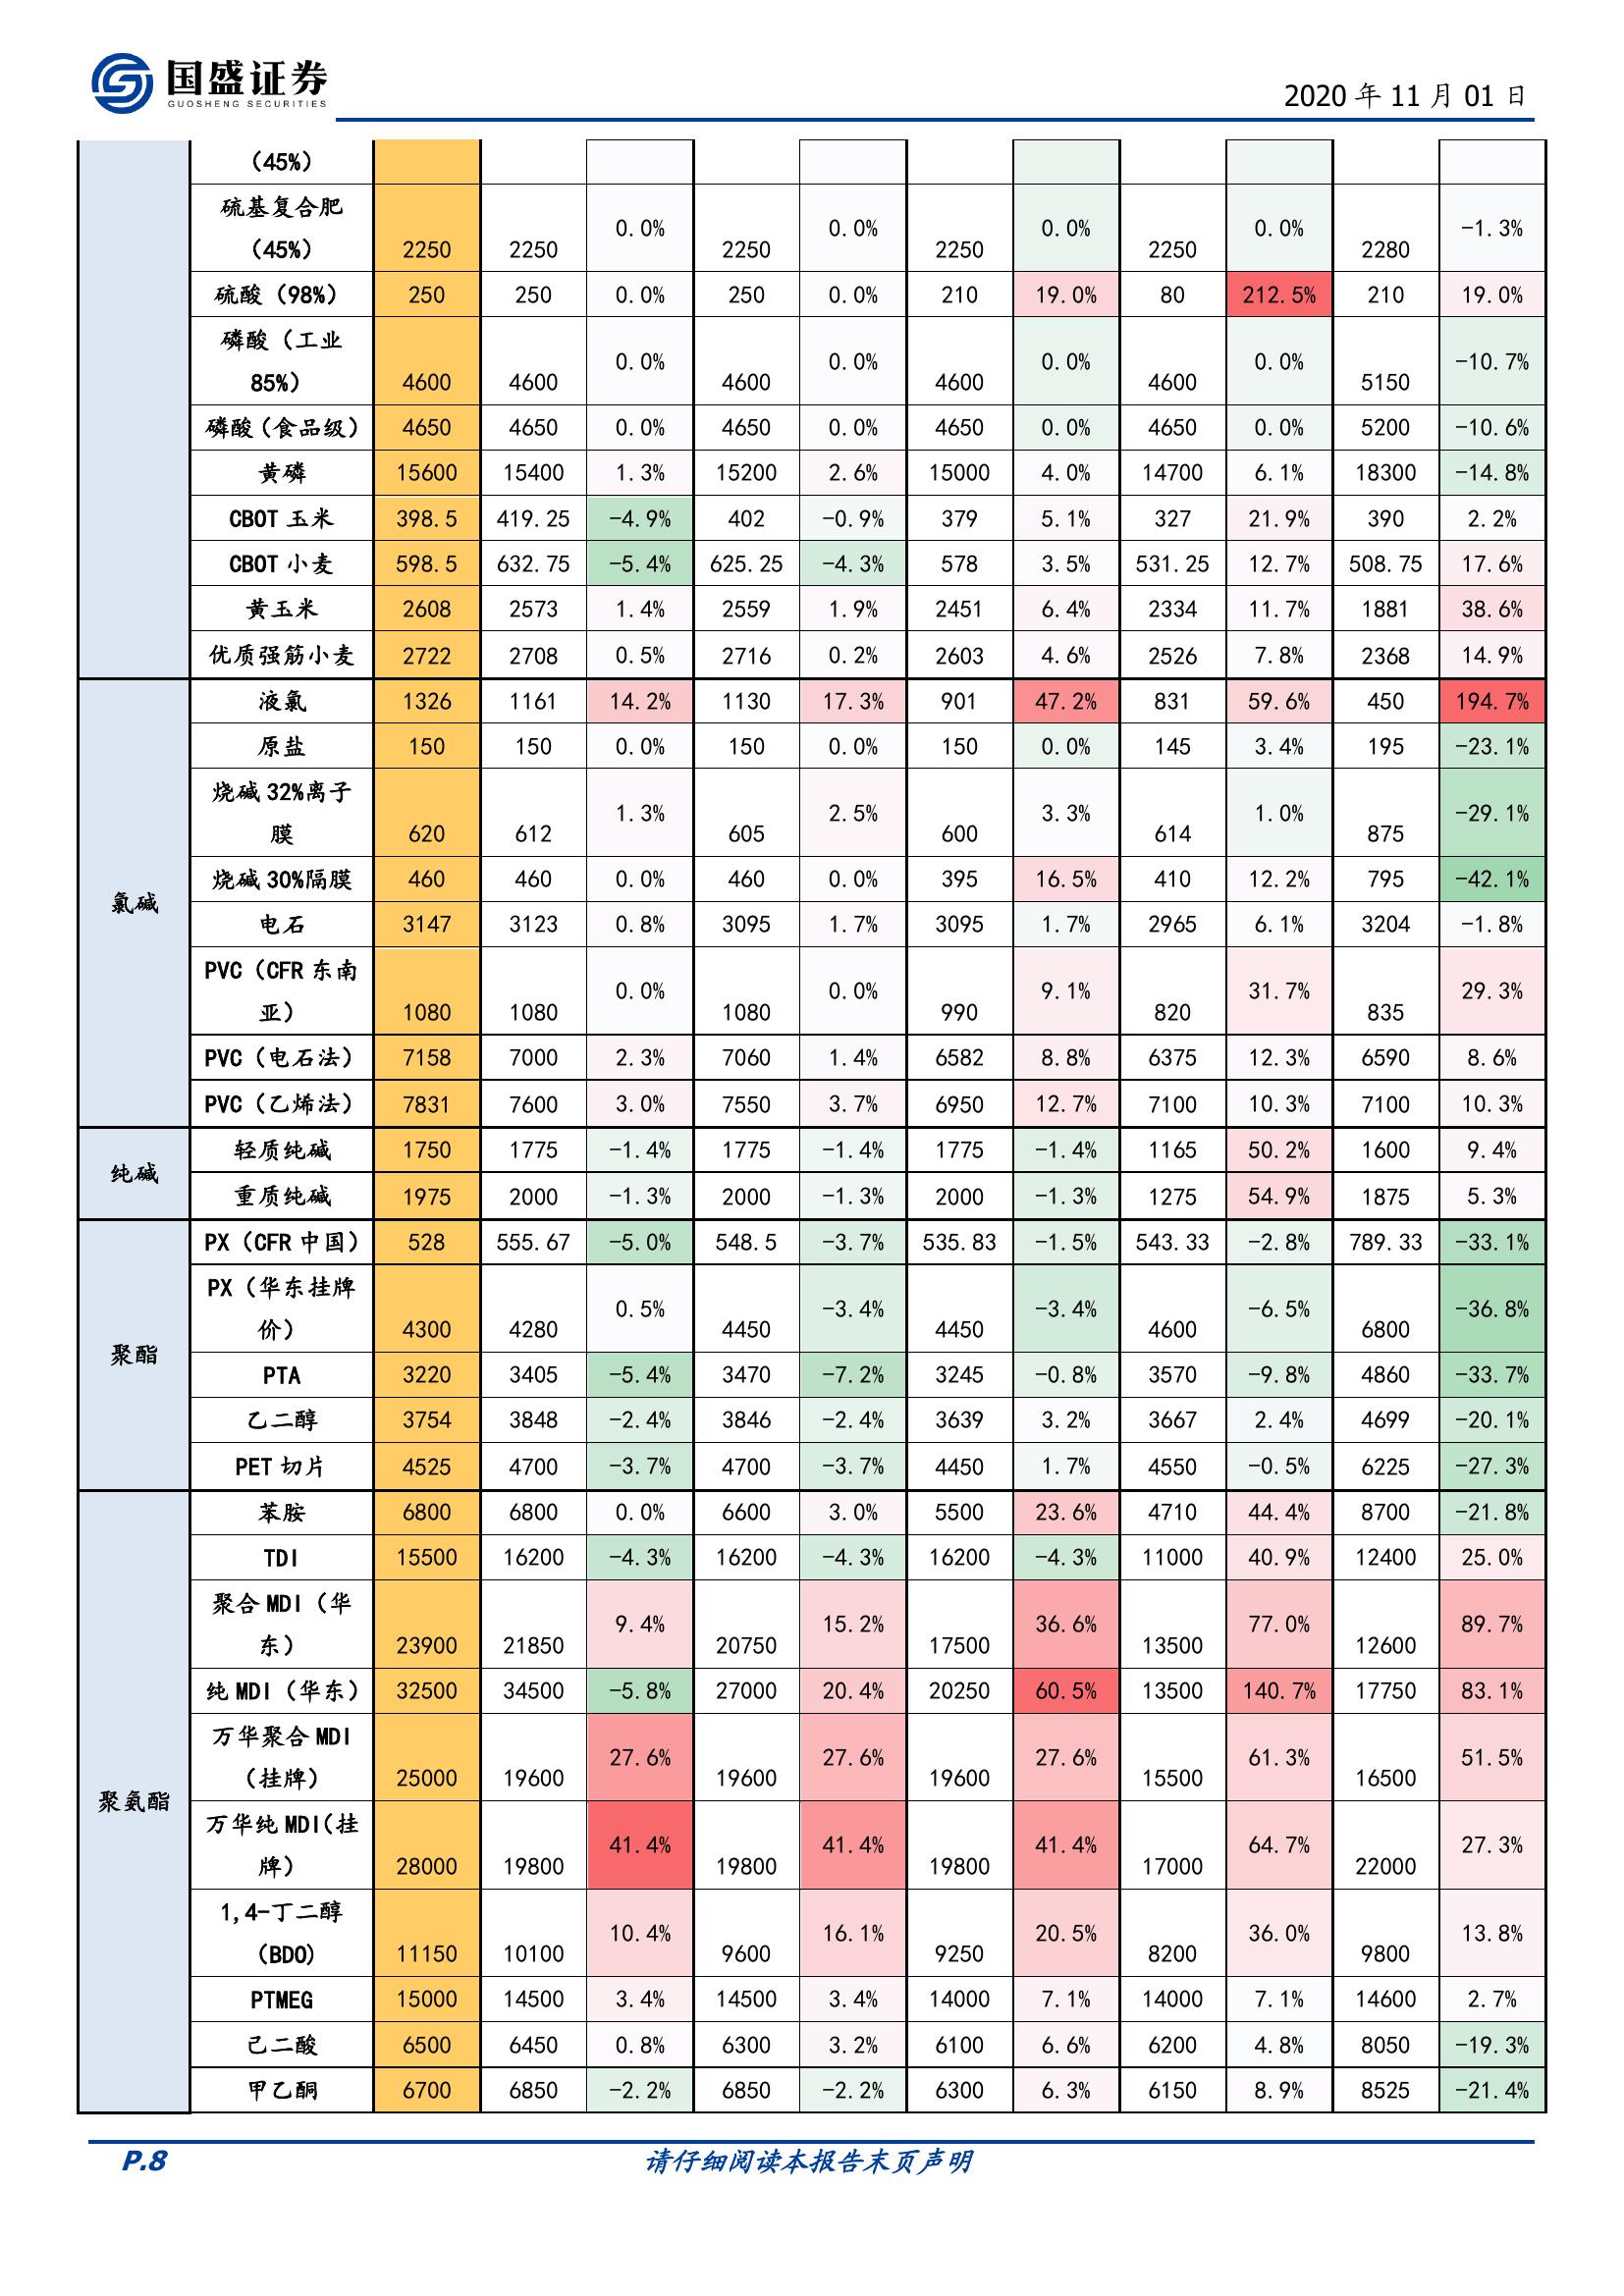 国盛证券
GUOSHENG SECURITIES
2020 年 11 月 01 日
（45%）
硫基复合肥
（45%） 2250 2250 0.0% 2250 0.0% 2250 0.0% 2250 0.0% 2280 -1.3%
硫酸（98%） 250 250 0.0% 250 0.0% 210 19.0% 80 212.5% 210 19.0%
磷酸（工业
85%） 4600 4600 0.0% 4600 0.0% 4600 0.0% 4600 0.0% 5150 -10.7%
磷酸（食品级） 4650 4650 0.0% 4650 0.0% 4650 0.0% 4650 0.0% 5200 -10.6%
黄磷 15600 15400 1.3% 15200 2.6% 15000 4.0% 14700 6.1% 18300 -14.8%
CBOT 玉米 398.5 419.25 -4.9% 402 -0.9% 379 5.1% 327 21.9% 390 2.2%
CBOT 小麦 598.5 632.75 -5.4% 625.25 -4.3% 578 3.5% 531.25 12.7% 508.75 17.6%
黄玉米 2608 2573 1.4% 2559 1.9% 2451 6.4% 2334 11.7% 1881 38.6%
优质强筋小麦 2722 2708 0.5% 2716 0.2% 2603 4.6% 2526 7.8% 2368 14.9%
氯碱
液氯 1326 1161 14.2% 1130 17.3% 901 47.2% 831 59.6% 450 194.7%
原盐 150 150 0.0% 150 0.0% 150 0.0% 145 3.4% 195 -23.1%
烧碱 32%离子
膜 620 612 1.3% 605 2.5% 600 3.3% 614 1.0% 875 -29.1%
烧碱 30%隔膜 460 460 0.0% 460 0.0% 395 16.5% 410 12.2% 795 -42.1%
电石 3147 3123 0.8% 3095 1.7% 3095 1.7% 2965 6.1% 3204 -1.8%
PVC（CFR 东南
亚） 1080 1080 0.0% 1080 0.0% 990 9.1% 820 31.7% 835 29.3%
PVC（电石法） 7158 7000 2.3% 7060 1.4% 6582 8.8% 6375 12.3% 6590 8.6%
PVC（乙烯法） 7831 7600 3.0% 7550 3.7% 6950 12.7% 7100 10.3% 7100 10.3%
纯碱
轻质纯碱 1750 1775 -1.4% 1775 -1.4% 1775 -1.4% 1165 50.2% 1600 9.4%
重质纯碱 1975 2000 -1.3% 2000 -1.3% 2000 -1.3% 1275 54.9% 1875 5.3%
聚酯
PX（CFR 中国） 528 555.67 -5.0% 548.5 -3.7% 535.83 -1.5% 543.33 -2.8% 789.33 -33.1%
PX（华东挂牌
价） 4300 4280 0.5% 4450 -3.4% 4450 -3.4% 4600 -6.5% 6800 -36.8%
PTA 3220 3405 -5.4% 3470 -7.2% 3245 -0.8% 3570 -9.8% 4860 -33.7%
乙二醇 3754 3848 -2.4% 3846 -2.4% 3639 3.2% 3667 2.4% 4699 -20.1%
PET 切片 4525 4700 -3.7% 4700 -3.7% 4450 1.7% 4550 -0.5% 6225 -27.3%
聚氨酯
苯胺 6800 6800 0.0% 6600 3.0% 5500 23.6% 4710 44.4% 8700 -21.8%
TDI 15500 16200 -4.3% 16200 -4.3% 16200 -4.3% 11000 40.9% 12400 25.0%
聚合 MDI（华
东） 23900 21850 9.4% 20750 15.2% 17500 36.6% 13500 77.0% 12600 89.7%
纯 MDI（华东） 32500 34500 -5.8% 27000 20.4% 20250 60.5% 13500 140.7% 17750 83.1%
万华聚合 MDI
（挂牌） 25000 19600 27.6% 19600 27.6% 19600 27.6% 15500 61.3% 16500 51.5%
万华纯 MDI(挂
牌） 28000 19800 41.4% 19800 41.4% 19800 41.4% 17000 64.7% 22000 27.3%
1,4-丁二醇
（BDO) 11150 10100 10.4% 9600 16.1% 9250 20.5% 8200 36.0% 9800 13.8%
PTMEG 15000 14500 3.4% 14500 3.4% 14000 7.1% 14000 7.1% 14600 2.7%
己二酸 6500 6450 0.8% 6300 3.2% 6100 6.6% 6200 4.8% 8050 -19.3%
甲乙酮 6700 6850 -2.2% 6850 -2.2% 6300 6.3% 6150 8.9% 8525 -21.4%
P.8
请仔细阅读本报告末页声明